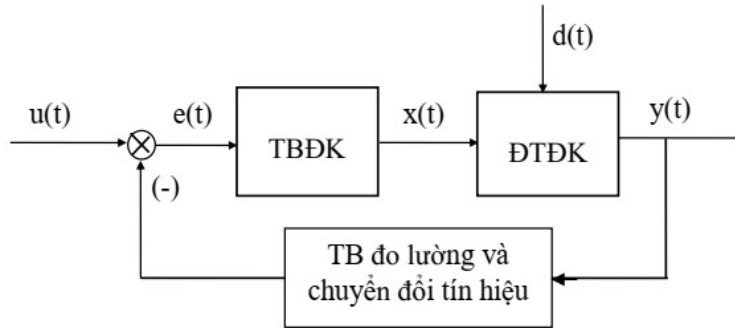 d(t)
u(t)
e(t)
x(t)
y(t)
TBĐK
ĐTĐK
(-)
TB đo lường và
chuyển đổi tín hiệu